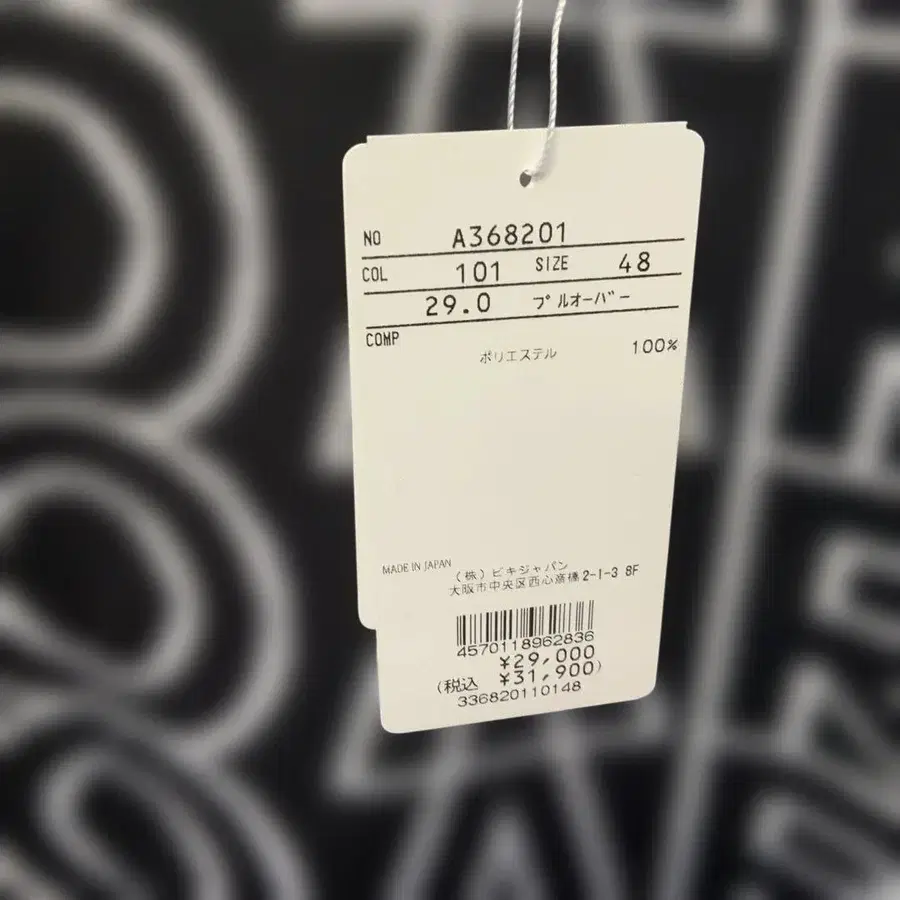 NO A368201
COL 101 SIZE 48
29.0 プルオーバー
COMP
ポリエステル 100%
MADE IN JAPAN
(株)ビキジャパン
大阪市中央区西心斎橋2-1-3 8F
4570118962836
¥29,000
(税込 ¥31,900)
336820110148